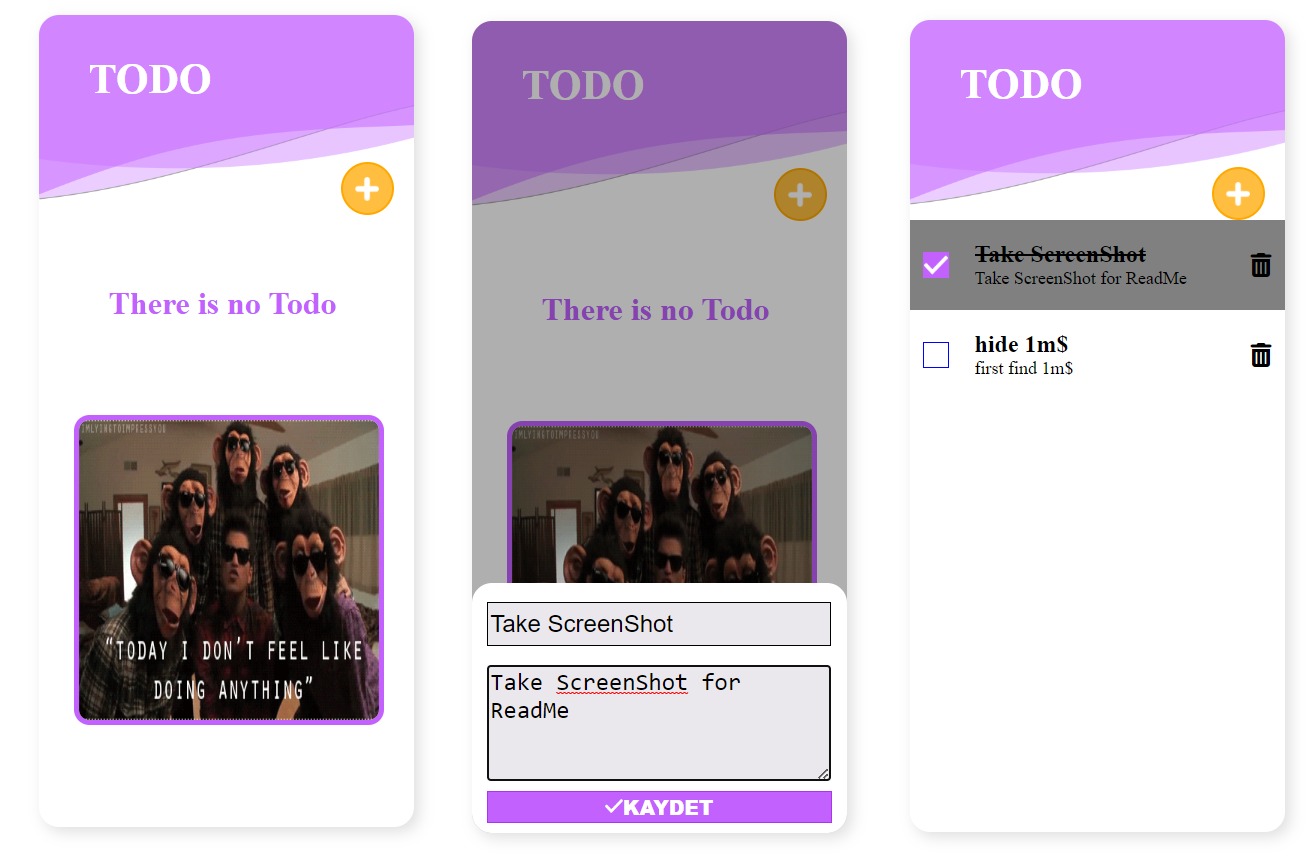 TODO
There is no Todo
IMLYINGTOIMPRESSYOU
“TODAY I DON’T FEEL LIKE
DOING ANYTHING”
TODO
There is no Todo
IMLYINGTOIMPRESSYOU
Take ScreenShot
Take ScreenShot for
ReadMe
KAYDET
TODO
Take ScreenShot
Take ScreenShot for ReadMe
hide 1m$
first find 1m$